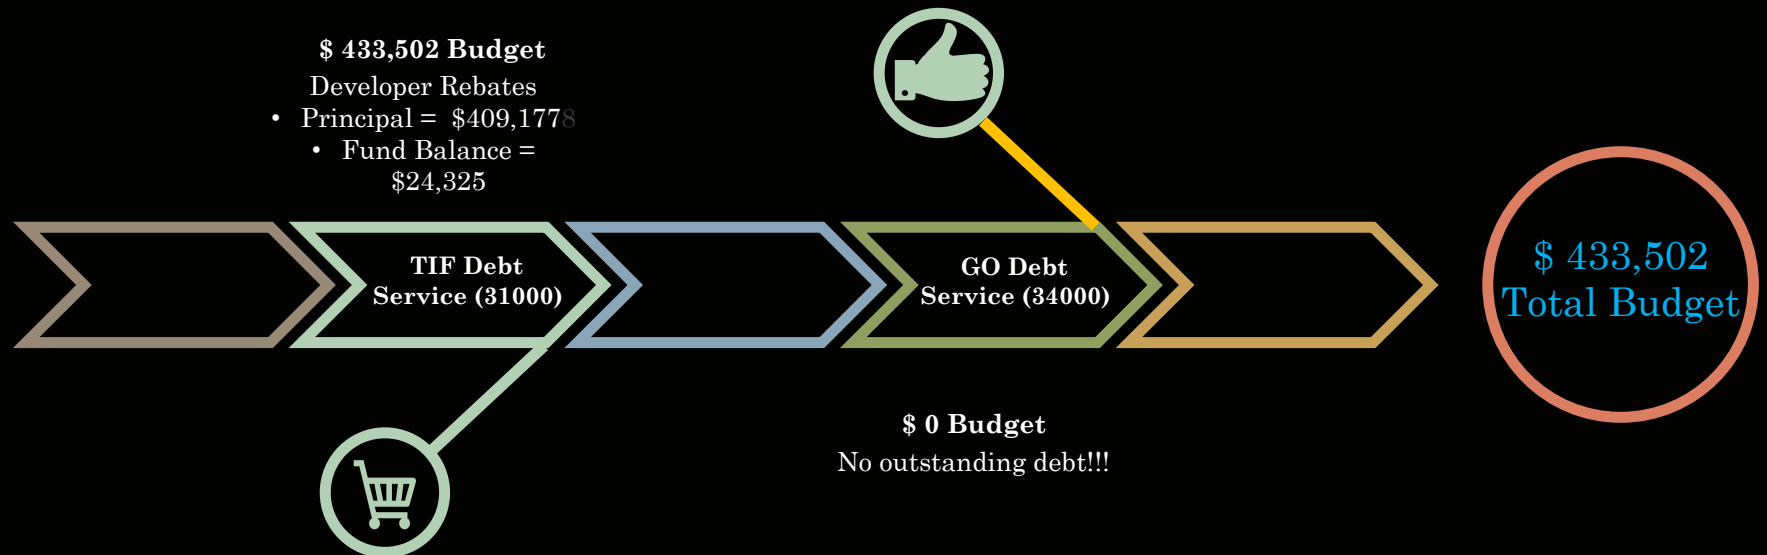 $ 433,502 Budget
Developer Rebates
• Principal = $409,1778
• Fund Balance =
$24,325
TIF Debt
Service (31000)
GO Debt
Service (34000)
$ 0 Budget
No outstanding debt!!!
$ 433,502
Total Budget